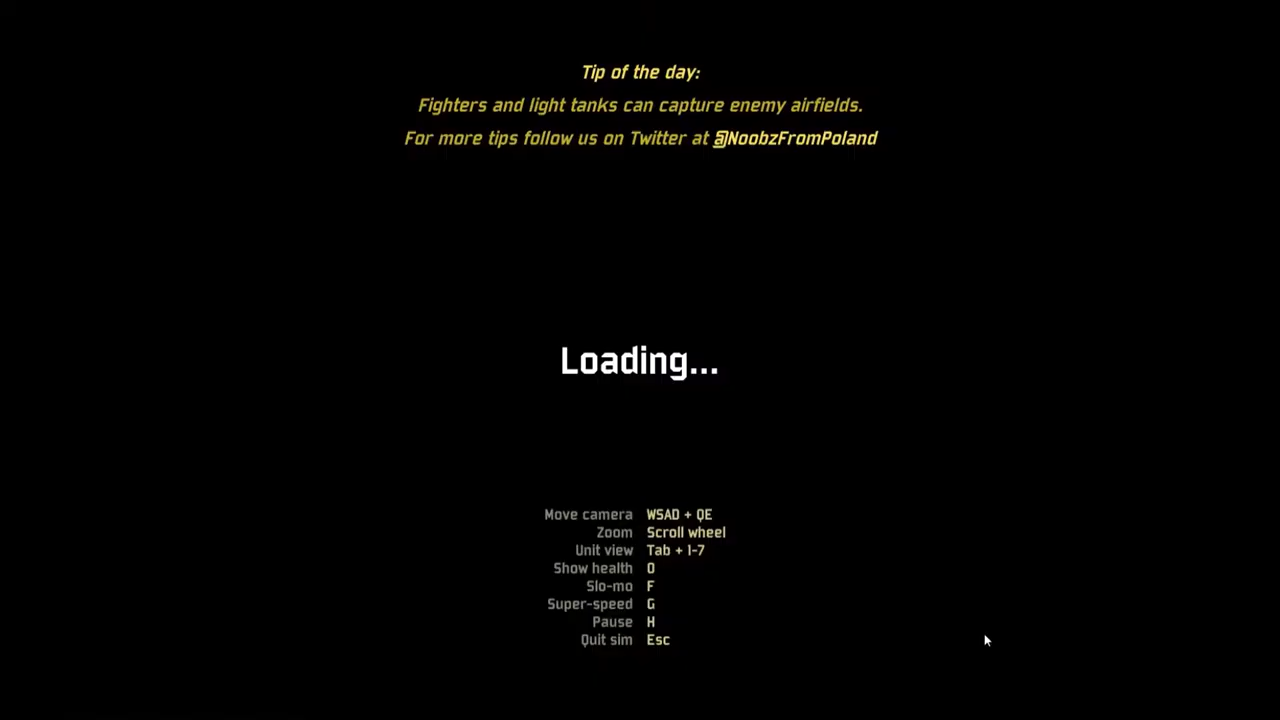 Tip of the day:
Fighters and light tanks can capture enemy airfields.
For more tips follow us on Twitter at @NoobzFromPoland
Loading...
Move camera WSAD + QE
Zoom Scroll wheel
Unit view Tab + 1-7
Show health O
Slo-mo F
Super-speed G
Pause H
Quit sim Esc